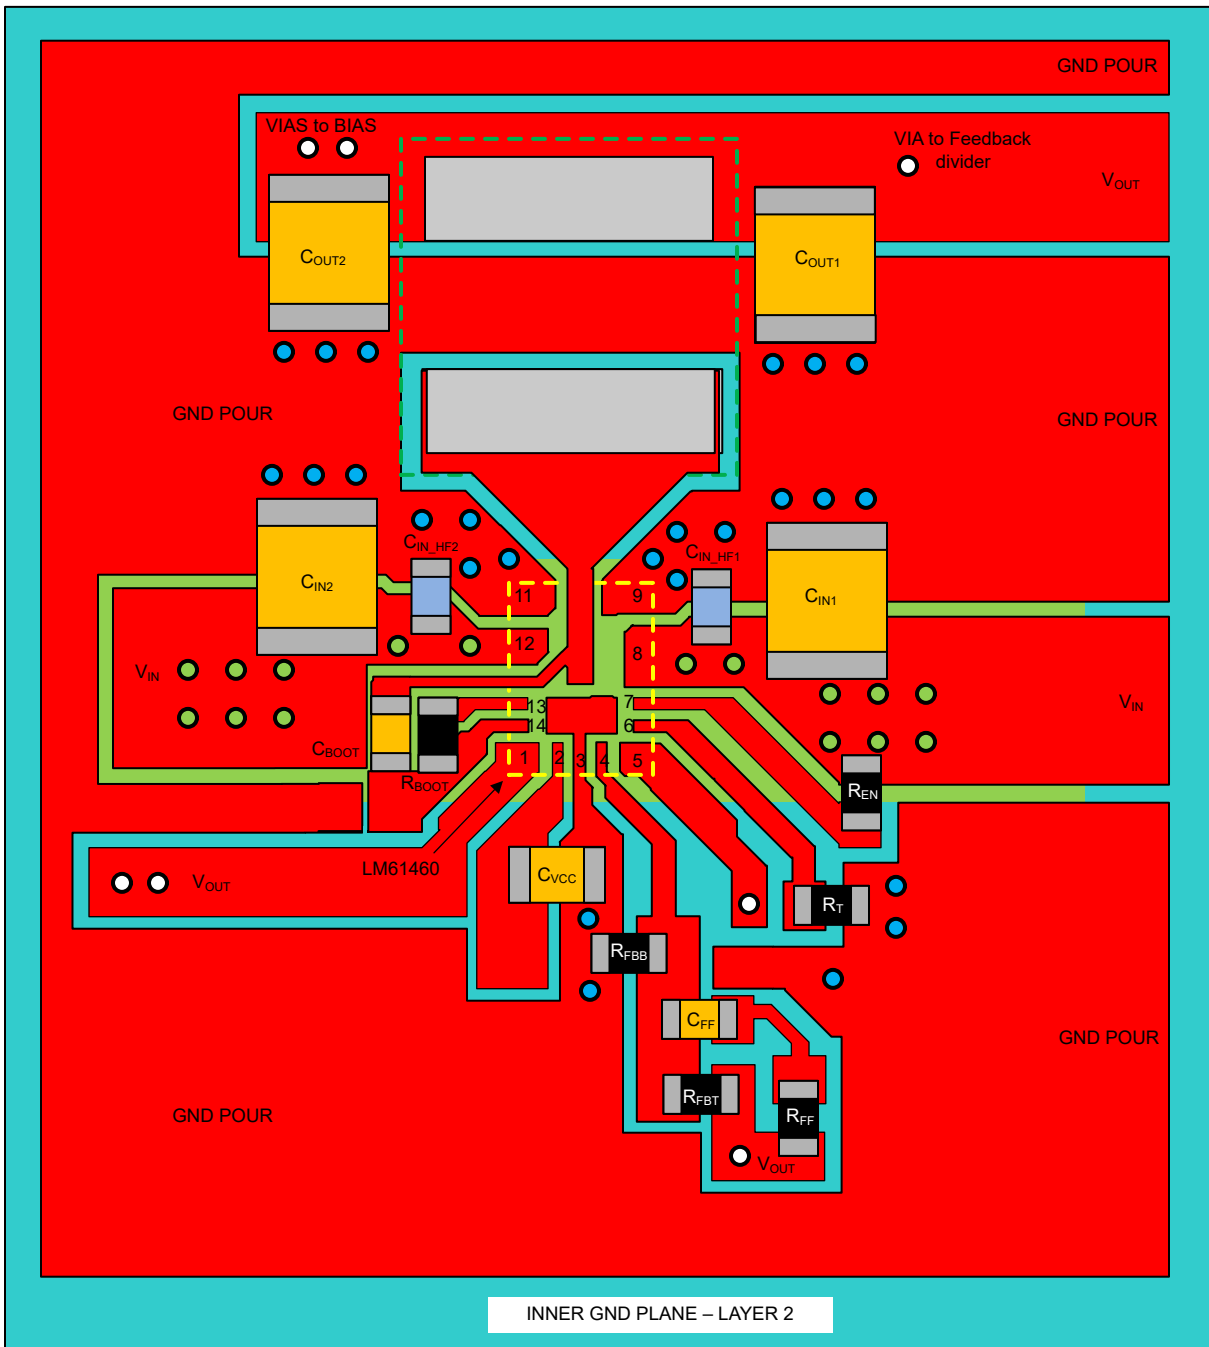 GND POUR
VIAS to BIAS
VIA to Feedback
divider
VOUT
COUT2
COUT1
GND POUR
GND POUR
CIN_HF2
CIN_HF1
CIN2
11
9
CIN1
12
8
VIN
VIN
13
7
14
6
CBOOT
1
2
3
4
5
RBOOT
REN
LM61460
CVCC
VOUT
RT
RFBB
CFF
GND POUR
RFBT
GND POUR
RFF
VOUT
INNER GND PLANE – LAYER 2